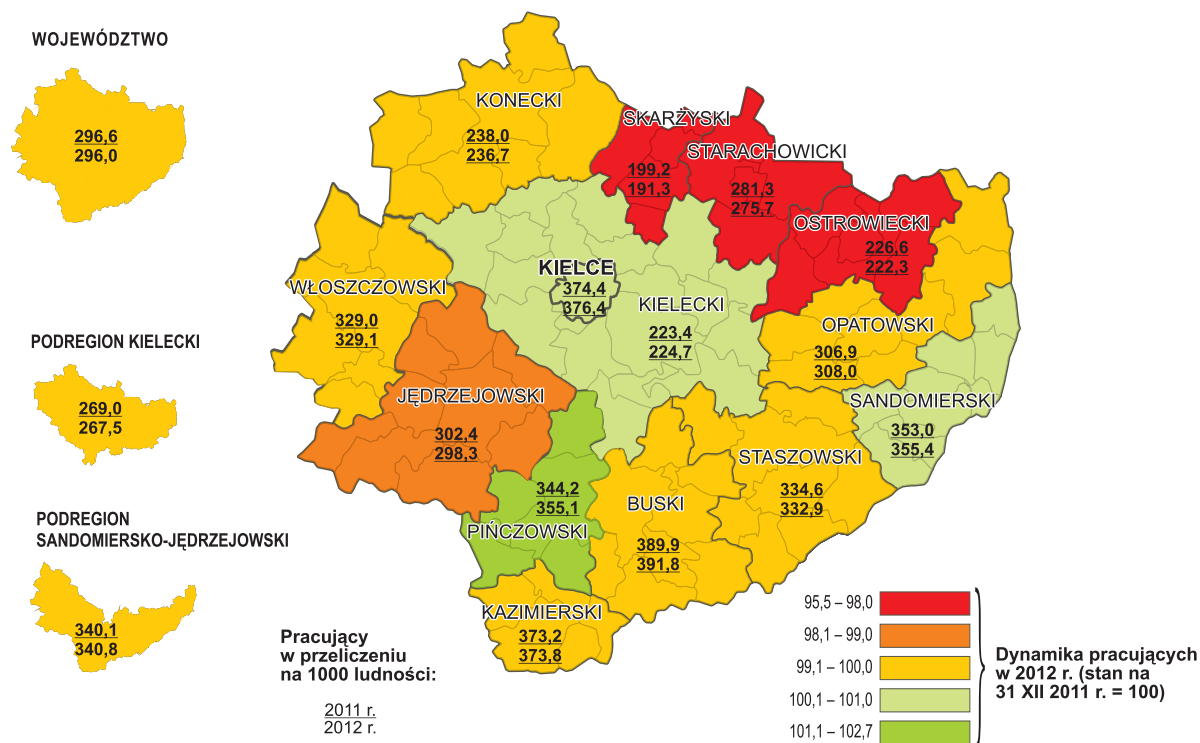 WOJEWÓDZTWO
296,6
296,0
PODREGION KIELECKI
269,0
267,5
PODREGION
SANDOMIERSKO-JĘDRZEJOWSKI
340,1
340,8
KONECKI
238,0
236,7
SKARŻYSKI
199,2
191,3
STARACHOWICKI
281,3
275,7
OSTROWIECKI
226,6
222,3
KIELCE
374,4
376,4
KIELECKI
223,4
224,7
WŁOSZCZOWSKI
329,0
329,1
OPATOWSKI
306,9
308,0
JĘDRZEJOWSKI
302,4
298,3
SANDOMIERSKI
353,0
355,4
STASZOWSKI
334,6
332,9
344,2
355,1
PIŃCZOWSKI
BUSKI
389,9
391,8
KAZIMIERSKI
373,2
373,8
Pracujący
w przeliczeniu
na 1000 ludności:
2011 r.
2012 r.
95,5 – 98,0
98,1 – 99,0
99,1 – 100,0
100,1 – 101,0
101,1 – 102,7
Dynamika pracujących
w 2012 r. (stan na
31 XII 2011 r. = 100)